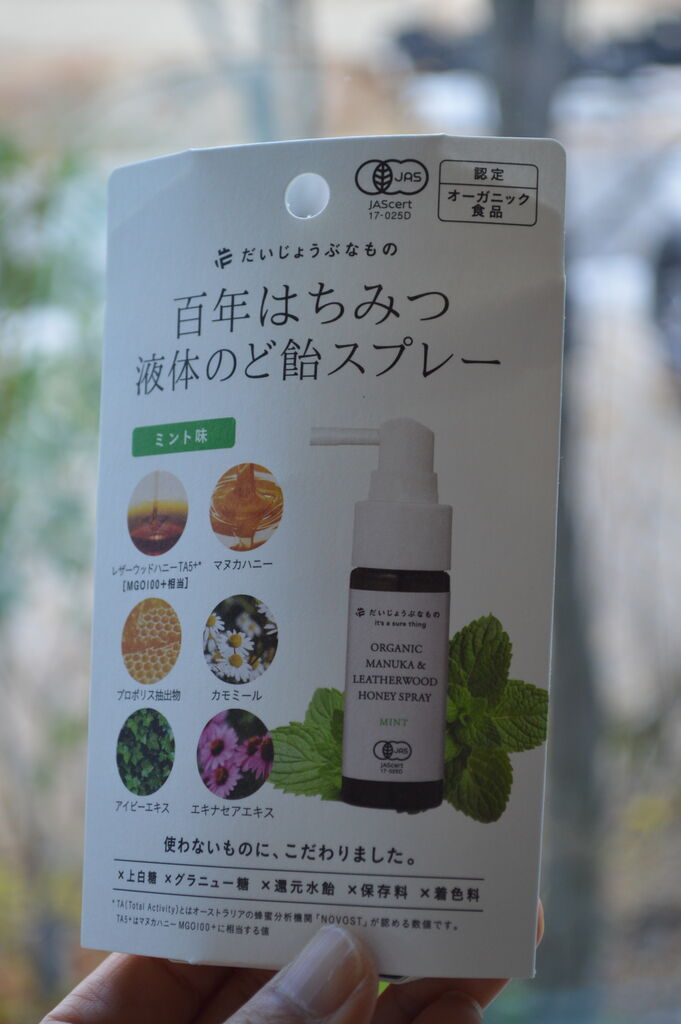 JAS
JAScert
17-025D
認定
オーガニック
食品
だいじょうぶなもの
百年はちみつ
液体のど飴スプレー
ミント味
レザーウッドハニーTA5+*
[MGO100+相当]
マヌカハニー
プロポリス抽出物
カモミール
アイビーエキス
エキナセアエキス
だいじょうぶなもの
it's a sure thing
ORGANIC
MANUKA &
LEATHERWOOD
HONEY SPRAY
MINT
JAS
JAScert
17-025D
使わないものに、こだわりました。
×上白糖 ×グラニュー糖 ×還元水飴 ×保存料 ×着色料
*TA(Total Activity)とはオーストラリアの蜂蜜分析機関「NOVOST」が認める数値です。
TA5+はマヌカハニーMGO100+に相当する値